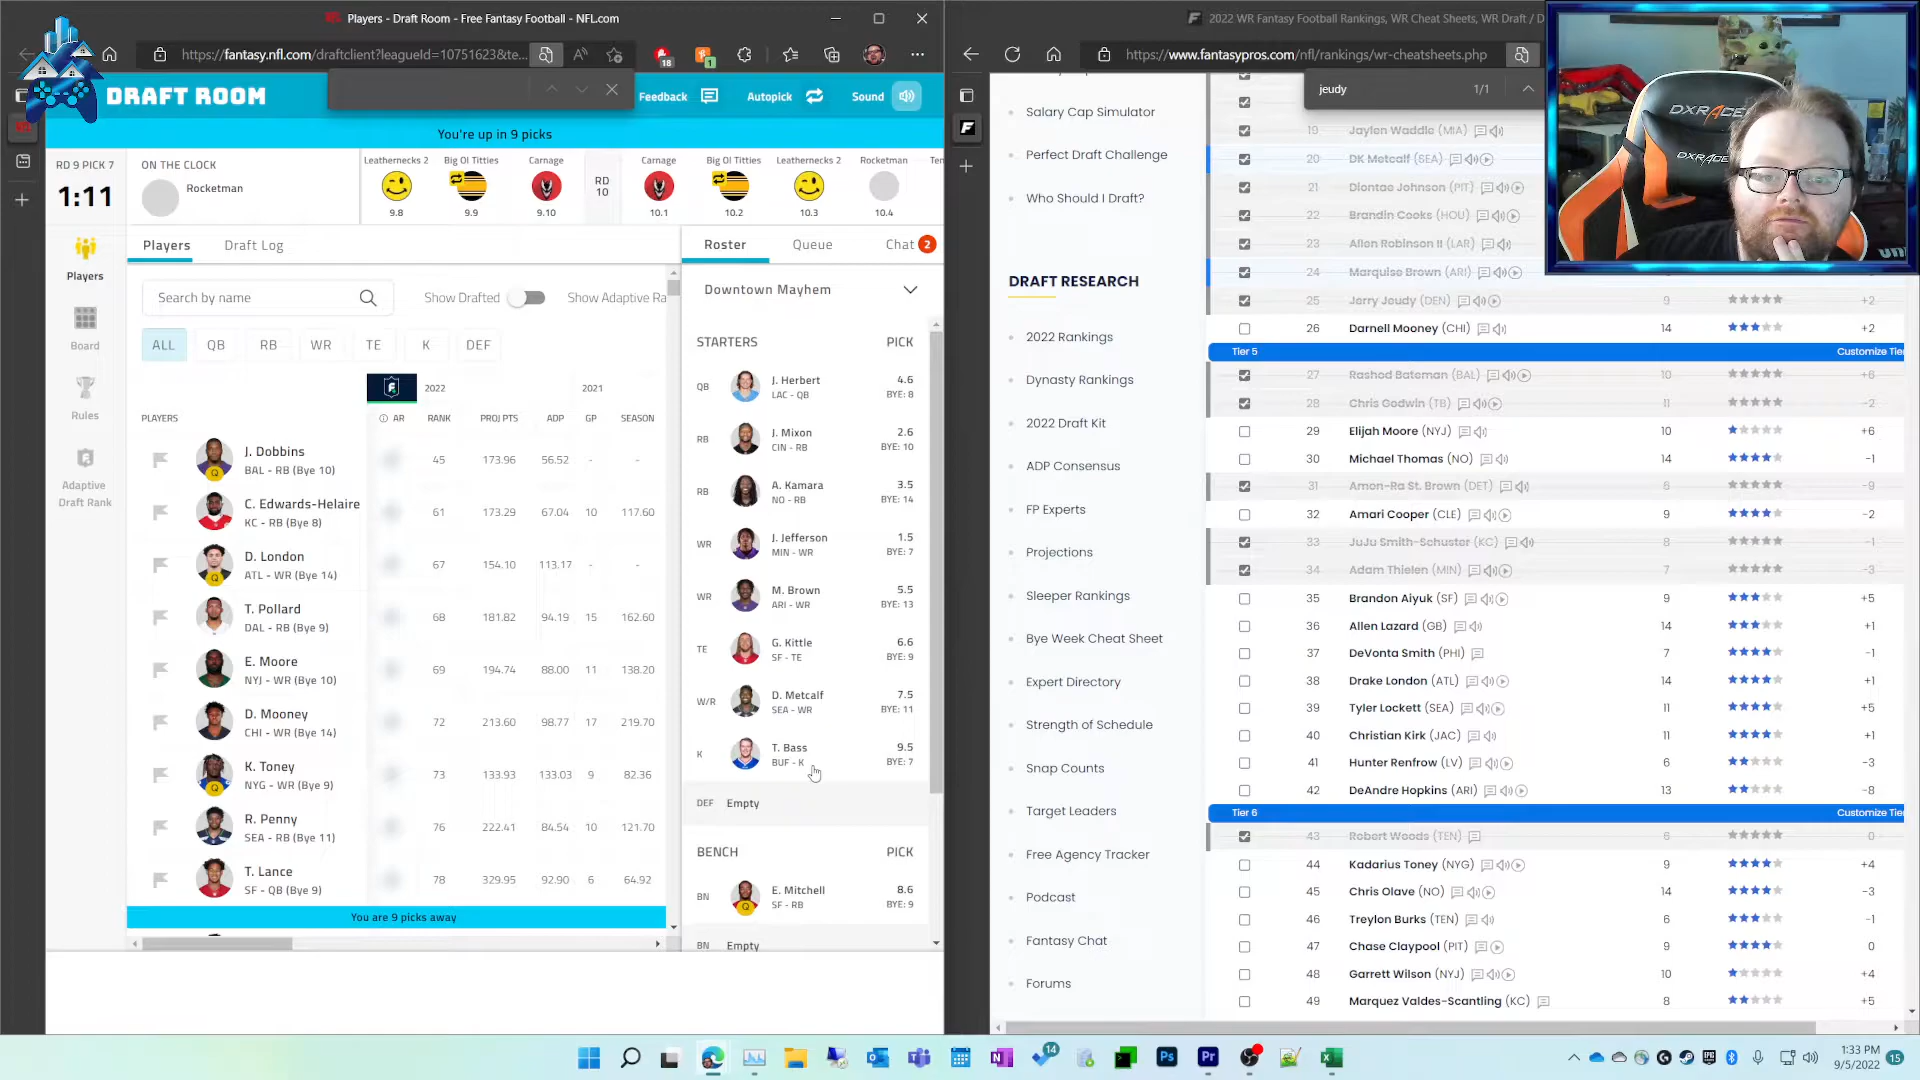 Players - Draft Room - Free Fantasy Football - NFL.com
https://fantasy.nfl.com/draftclient?leagueId=10751623&te...
18
1
DRAFT ROOM
Feedback
Autopick
Sound
You're up in 9 picks
RD 9 PICK 7
1:11
ON THE CLOCK
Rocketman
Leathernecks 2
9.8
Big Ol Titties
9.9
Carnage
9.10
RD
10
Carnage
10.1
Big Ol Titties
10.2
Leathernecks 2
10.3
Rocketman
10.4
Players
Board
Rules
Adaptive
Draft Rank
Players
Draft Log
Search by name
Show Drafted
Show Adaptive Ra
ALL
QB
RB
WR
TE
K
DEF
2022
2021
PLAYERS
AR
RANK
PROJ PTS
ADP
GP
SEASON
J. Dobbins
BAL - RB (Bye 10)
Q
45
173.96
56.52
-
-
C. Edwards-Helaire
KC - RB (Bye 8)
61
173.29
67.04
10
117.60
D. London
ATL - WR (Bye 14)
Q
67
154.10
113.17
-
-
T. Pollard
DAL - RB (Bye 9)
68
181.82
94.19
15
162.60
E. Moore
NYJ - WR (Bye 10)
69
194.74
88.00
11
138.20
D. Mooney
CHI - WR (Bye 14)
72
213.60
98.77
17
219.70
K. Toney
NYG - WR (Bye 9)
Q
73
133.93
133.03
9
82.36
R. Penny
SEA - RB (Bye 11)
76
222.41
84.54
10
121.70
T. Lance
SF - QB (Bye 9)
78
329.95
92.90
6
64.92
You are 9 picks away
Roster
Queue
Chat
2
Downtown Mayhem
STARTERS
PICK
QB
J. Herbert
LAC - QB
4.6
BYE: 8
RB
J. Mixon
CIN - RB
2.6
BYE: 10
RB
A. Kamara
NO - RB
3.5
BYE: 14
WR
J. Jefferson
MIN - WR
1.5
BYE: 7
WR
M. Brown
ARI - WR
5.5
BYE: 13
TE
G. Kittle
SF - TE
6.6
BYE: 9
W/R
D. Metcalf
SEA - WR
7.5
BYE: 11
K
T. Bass
BUF - K
9.5
BYE: 7
DEF
Empty
BENCH
PICK
BN
E. Mitchell
SF - RB
Q
8.6
BYE: 9
BN
Empty
2022 WR Fantasy Football Rankings, WR Cheat Sheets, WR Draft / D
https://www.fantasypros.com/nfl/rankings/wr-cheatsheets.php
jeudy
1/1
Salary Cap Simulator
Perfect Draft Challenge
Who Should I Draft?
DRAFT RESEARCH
2022 Rankings
Dynasty Rankings
2022 Draft Kit
ADP Consensus
FP Experts
Projections
Sleeper Rankings
Bye Week Cheat Sheet
Expert Directory
Strength of Schedule
Snap Counts
Target Leaders
Free Agency Tracker
Podcast
Fantasy Chat
Forums
19 Jaylen Waddle (MIA)
20 DK Metcalf (SEA)
21 Diontae Johnson (PIT)
22 Brandin Cooks (HOU)
23 Allen Robinson II (LAR)
24 Marquise Brown (ARI)
25 Jerry Jeudy (DEN) 9 +2
26 Darnell Mooney (CHI) 14 +2
Tier 5
Customize Tie
27 Rashod Bateman (BAL) 10 +6
28 Chris Godwin (TB) 11 -2
29 Elijah Moore (NYJ) 10 +6
30 Michael Thomas (NO) 14 -1
31 Amon-Ra St. Brown (DET) 6 -9
32 Amari Cooper (CLE) 9 -2
33 JuJu Smith-Schuster (KC) 8 -1
34 Adam Thielen (MIN) 7 -3
35 Brandon Aiyuk (SF) 9 +5
36 Allen Lazard (GB) 14 +1
37 DeVonta Smith (PHI) 7 -1
38 Drake London (ATL) 14 +1
39 Tyler Lockett (SEA) 11 +5
40 Christian Kirk (JAC) 11 +1
41 Hunter Renfrow (LV) 6 -3
42 DeAndre Hopkins (ARI) 13 -8
Tier 6
Customize Tie
43 Robert Woods (TEN) 6 0
44 Kadarius Toney (NYG) 9 +4
45 Chris Olave (NO) 14 -3
46 Treylon Burks (TEN) 6 -1
47 Chase Claypool (PIT) 9 0
48 Garrett Wilson (NYJ) 10 +4
49 Marquez Valdes-Scantling (KC) 8 +5
DXRACER
14
1:33 PM
9/5/2022
15